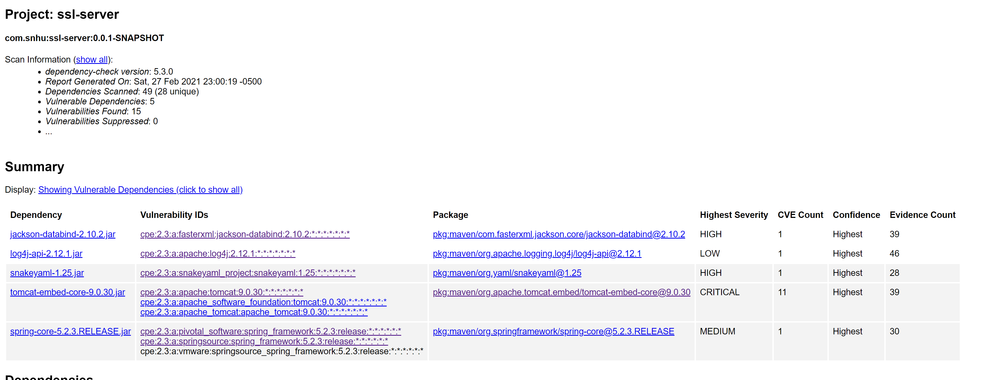 Project: ssl-server
com.snhu:ssl-server:0.0.1-SNAPSHOT
Scan Information (show all):
• dependency-check version: 5.3.0
• Report Generated On: Sat, 27 Feb 2021 23:00:19 -0500
• Dependencies Scanned: 49 (28 unique)
• Vulnerable Dependencies: 5
• Vulnerabilities Found: 15
• Vulnerabilities Suppressed: 0
• ...
Summary
Display: Showing Vulnerable Dependencies (click to show all)
Dependency Vulnerability IDs Package Highest Severity CVE Count Confidence Evidence Count
jackson-databind-2.10.2.jar cpe:2.3:a:fasterxml:jackson-databind:2.10.2:*:*:*:*:*:*:* pkg:maven/com.fasterxml.jackson.core/jackson-databind@2.10.2 HIGH 1 Highest 39
log4j-api-2.12.1.jar cpe:2.3:a:apache:log4j:2.12.1:*:*:*:*:*:*:* pkg:maven/org.apache.logging.log4j/log4j-api@2.12.1 LOW 1 Highest 46
snakeyaml-1.25.jar cpe:2.3:a:snakeyaml_project:snakeyaml:1.25:*:*:*:*:*:*:* pkg:maven/org.yaml/snakeyaml@1.25 HIGH 1 Highest 28
tomcat-embed-core-9.0.30.jar cpe:2.3:a:apache:tomcat:9.0.30:*:*:*:*:*:*:* pkg:maven/org.apache.tomcat.embed/tomcat-embed-core@9.0.30 CRITICAL 11 Highest 39
cpe:2.3:a:apache_software_foundation:tomcat:9.0.30:*:*:*:*:*:*:*
cpe:2.3:a:apache_tomcat:apache_tomcat:9.0.30:*:*:*:*:*:*:*
spring-core-5.2.3.RELEASE.jar cpe:2.3:a:pivotal_software:spring_framework:5.2.3:release:*:*:*:*:*:* pkg:maven/org.springframework/spring-core@5.2.3.RELEASE MEDIUM 1 Highest 30
cpe:2.3:a:springsource:spring_framework:5.2.3:release:*:*:*:*:*:*
cpe:2.3:a:vmware:springsource_spring_framework:5.2.3:release:*:*:*:*:*:*
Dependencies